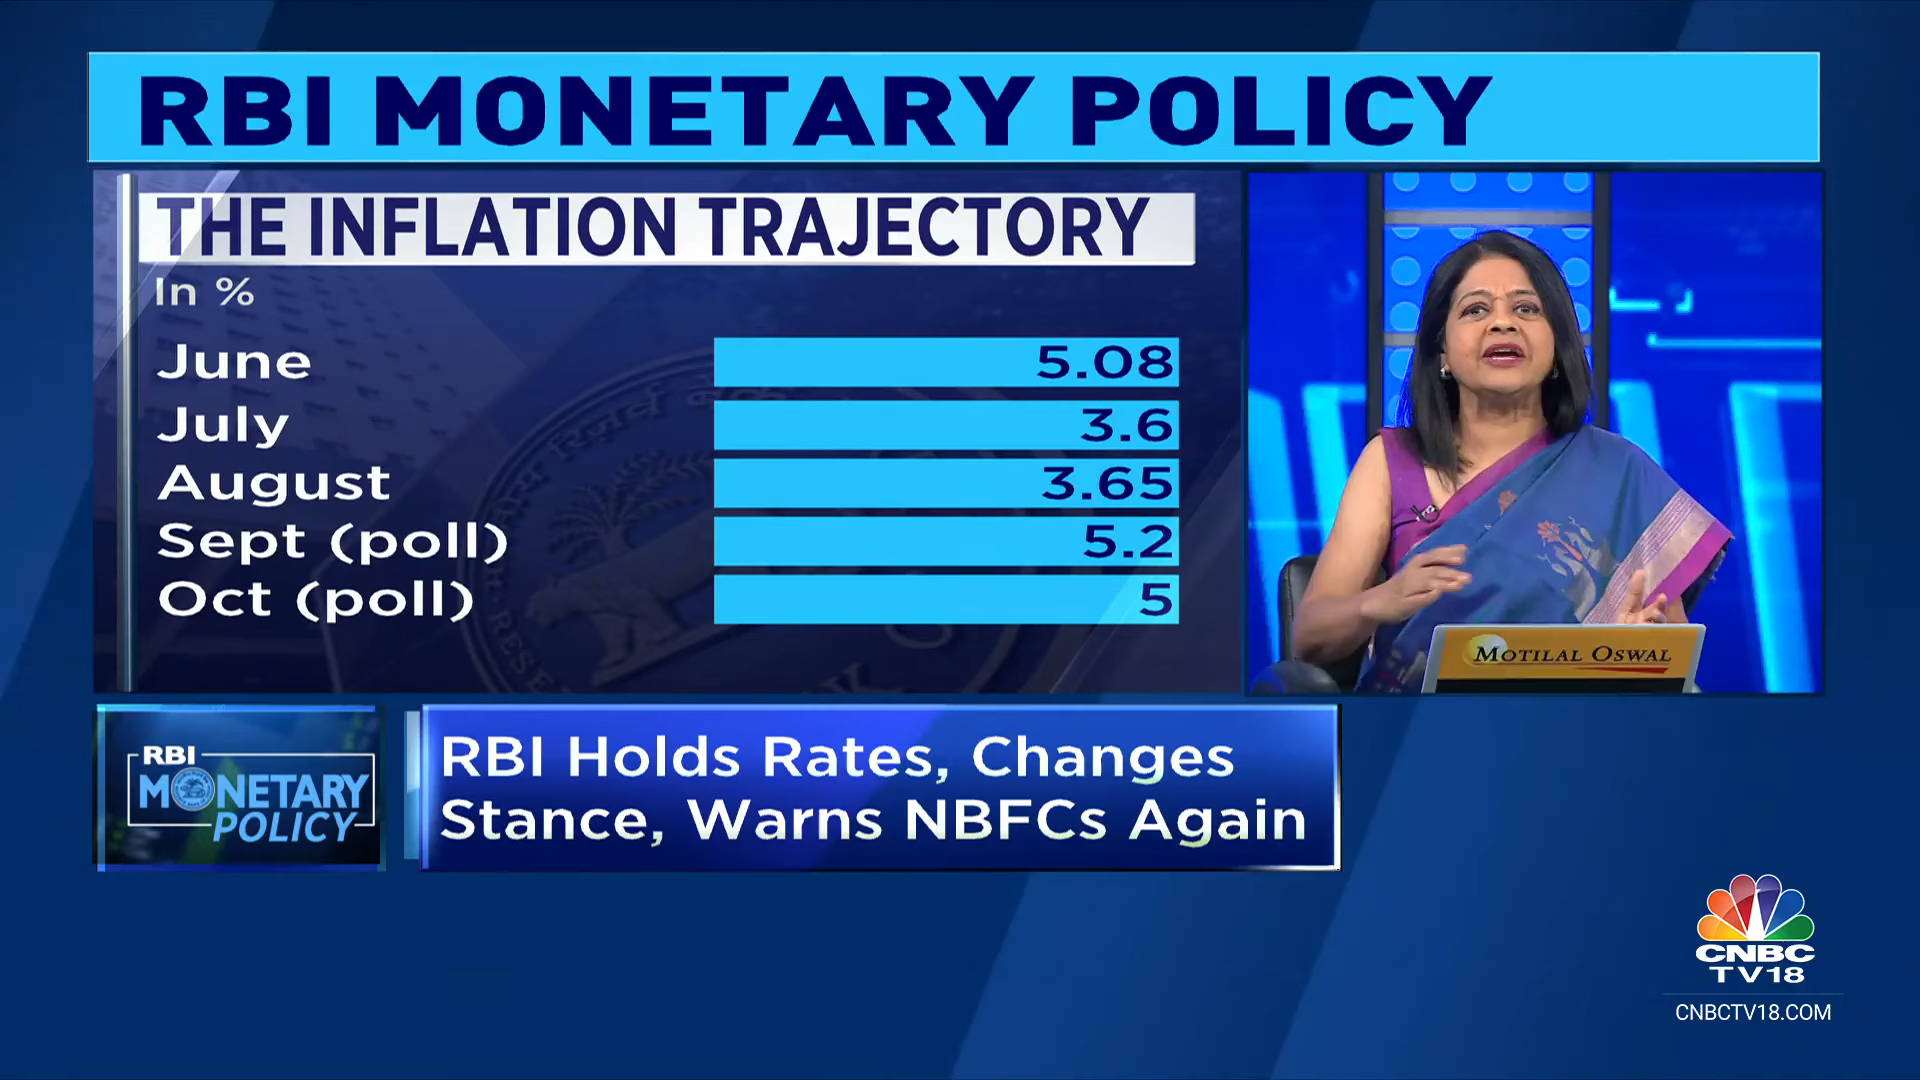 RBI MONETARY POLICY
THE INFLATION TRAJECTORY
In %
June 5.08
July 3.6
August 3.65
Sept (poll) 5.2
Oct (poll) 5
MOTILAL OSWAL
RBI
MONETARY
POLICY
RBI Holds Rates, Changes
Stance, Warns NBFCs Again
CNBC
TV18
CNBCTV18.COM